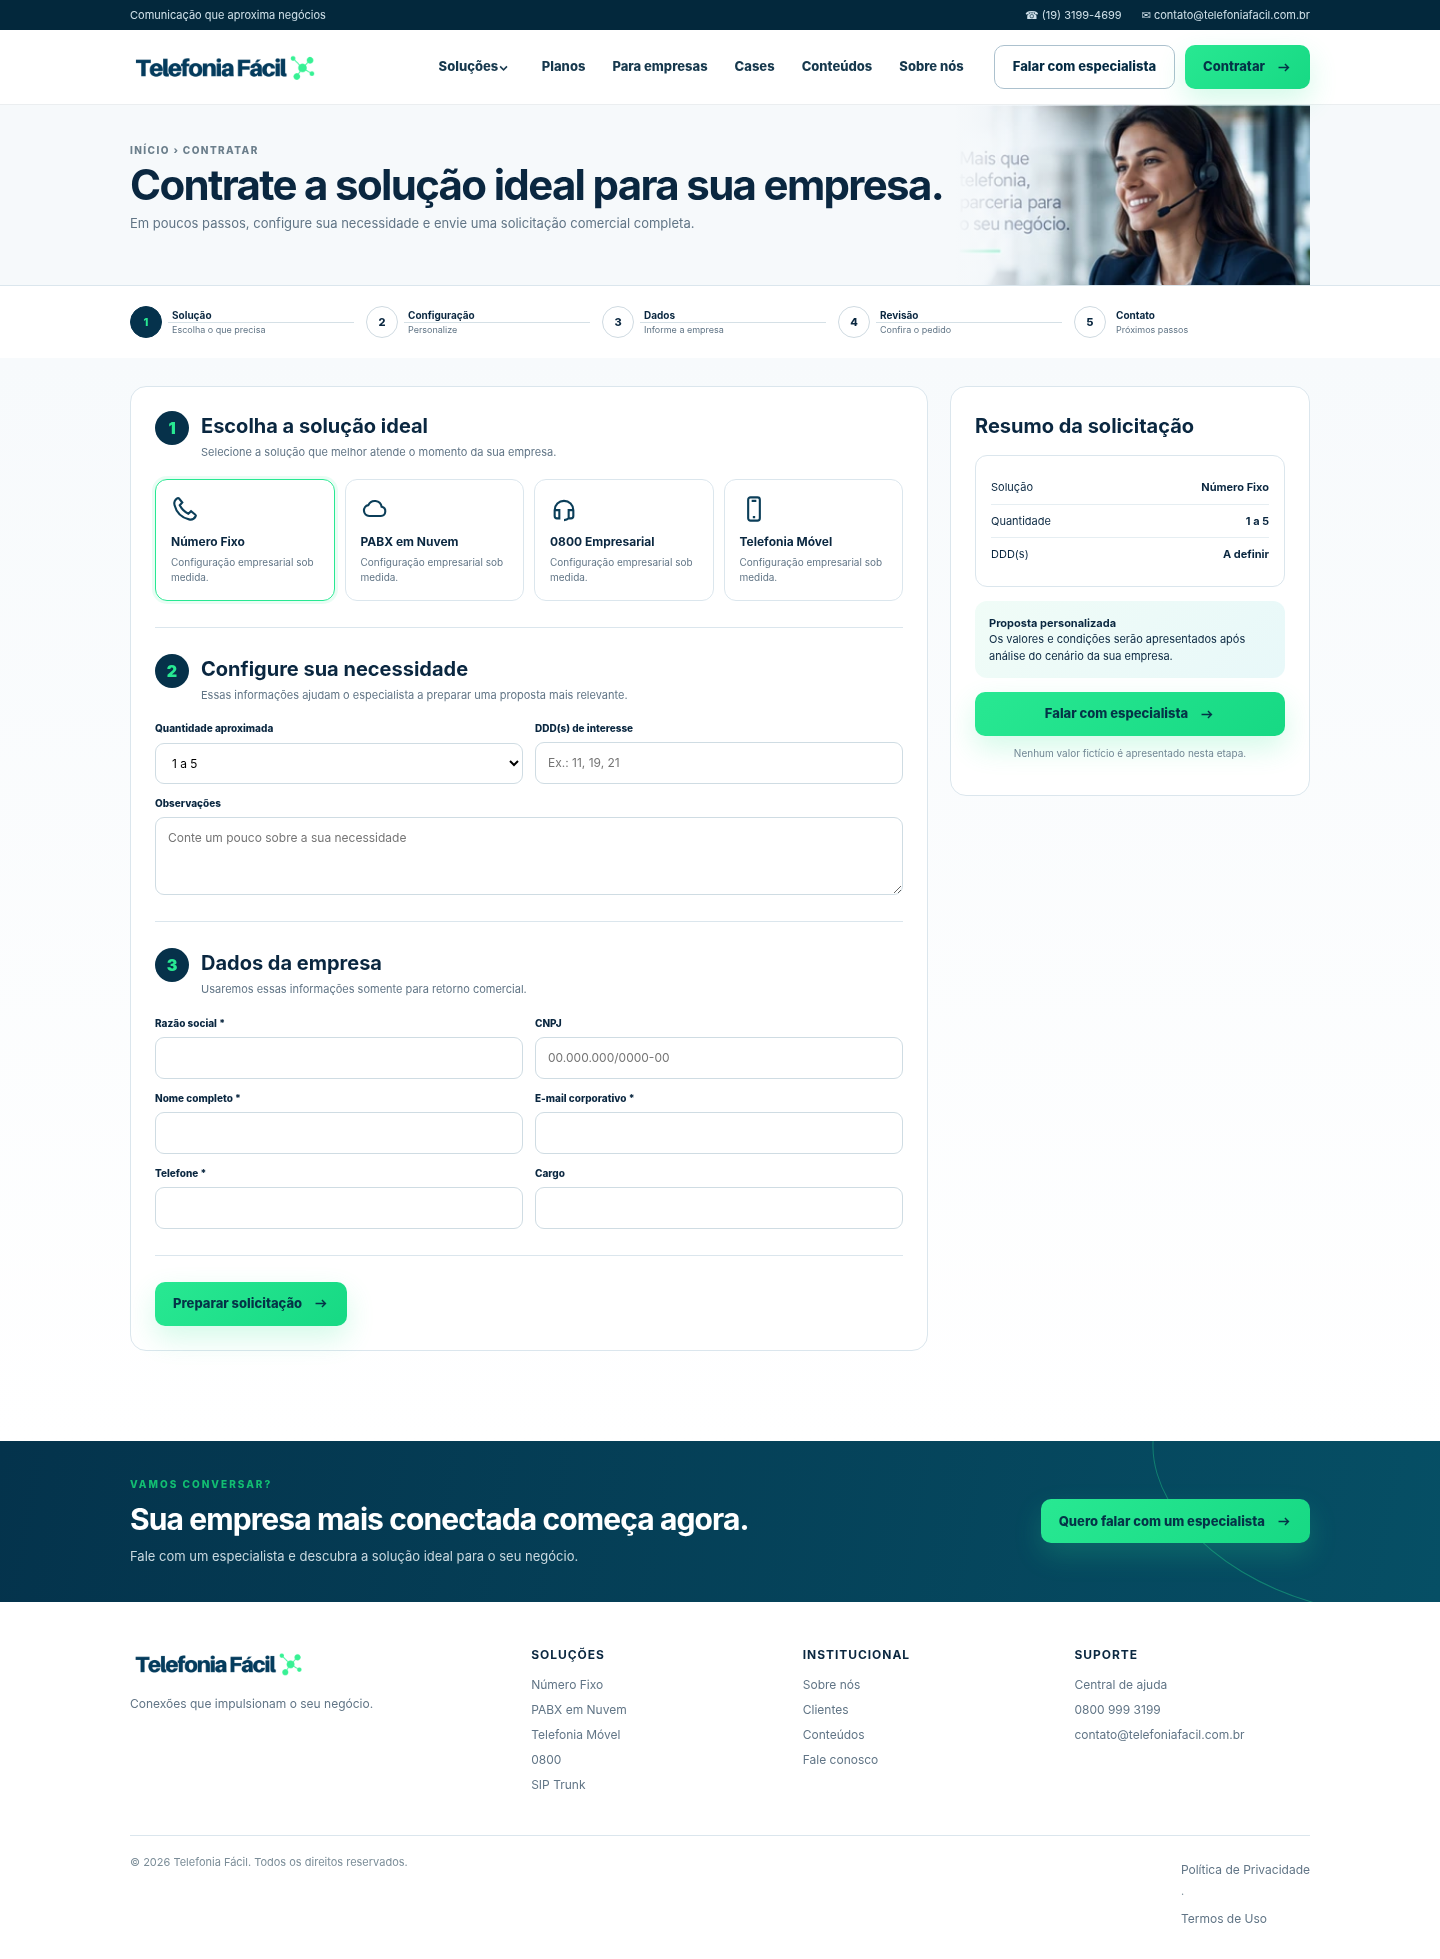 Comunicação que aproxima negócios
☎ (19) 3199-4699
✉ contato@telefoniafacil.com.br
Telefonia Fácil
Soluções
Planos
Para empresas
Cases
Conteúdos
Sobre nós
Falar com especialista
Contratar →
INÍCIO › CONTRATAR
Contrate a solução ideal para sua empresa.
Em poucos passos, configure sua necessidade e envie uma solicitação comercial completa.
Mais que
telefonia,
parceria para
o seu negócio.
1
Solução
Escolha o que precisa
2
Configuração
Personalize
3
Dados
Informe a empresa
4
Revisão
Confira o pedido
5
Contato
Próximos passos
1
Escolha a solução ideal
Selecione a solução que melhor atende o momento da sua empresa.
Número Fixo
Configuração empresarial sob
medida.
PABX em Nuvem
Configuração empresarial sob
medida.
0800 Empresarial
Configuração empresarial sob
medida.
Telefonia Móvel
Configuração empresarial sob
medida.
2
Configure sua necessidade
Essas informações ajudam o especialista a preparar uma proposta mais relevante.
Quantidade aproximada
1 a 5
DDD(s) de interesse
Ex.: 11, 19, 21
Observações
Conte um pouco sobre a sua necessidade
3
Dados da empresa
Usaremos essas informações somente para retorno comercial.
Razão social *
CNPJ
00.000.000/0000-00
Nome completo *
E-mail corporativo *
Telefone *
Cargo
Preparar solicitação →
Resumo da solicitação
Solução
Número Fixo
Quantidade
1 a 5
DDD(s)
A definir
Proposta personalizada
Os valores e condições serão apresentados após
análise do cenário da sua empresa.
Falar com especialista →
Nenhum valor fictício é apresentado nesta etapa.
VAMOS CONVERSAR?
Sua empresa mais conectada começa agora.
Fale com um especialista e descubra a solução ideal para o seu negócio.
Quero falar com um especialista →
Telefonia Fácil
Conexões que impulsionam o seu negócio.
SOLUÇÕES
Número Fixo
PABX em Nuvem
Telefonia Móvel
0800
SIP Trunk
INSTITUCIONAL
Sobre nós
Clientes
Conteúdos
Fale conosco
SUPORTE
Central de ajuda
0800 999 3199
contato@telefoniafacil.com.br
© 2026 Telefonia Fácil. Todos os direitos reservados.
Política de Privacidade
·
Termos de Uso